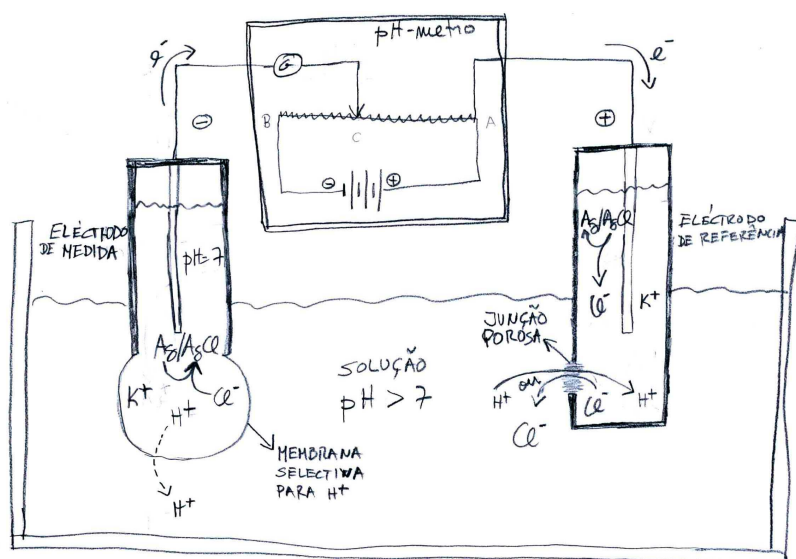 pH-metro
e⁻
G
e⁻
⊖
B
C
A
⊕
⊖
⊕
ELÉCTRODO
DE MEDIDA
pH=7
Ag/AgCl
K⁺
Cl⁻
H⁺
H⁺
MEMBRANA
SELECTIVA
PARA H⁺
SOLUÇÃO
pH > 7
JUNÇÃO
POROSA
Ag/AgCl
Cl⁻
K⁺
ELÉCTRODO
DE REFERÊNCIA
H⁺ ou Cl⁻ H⁺
Cl⁻